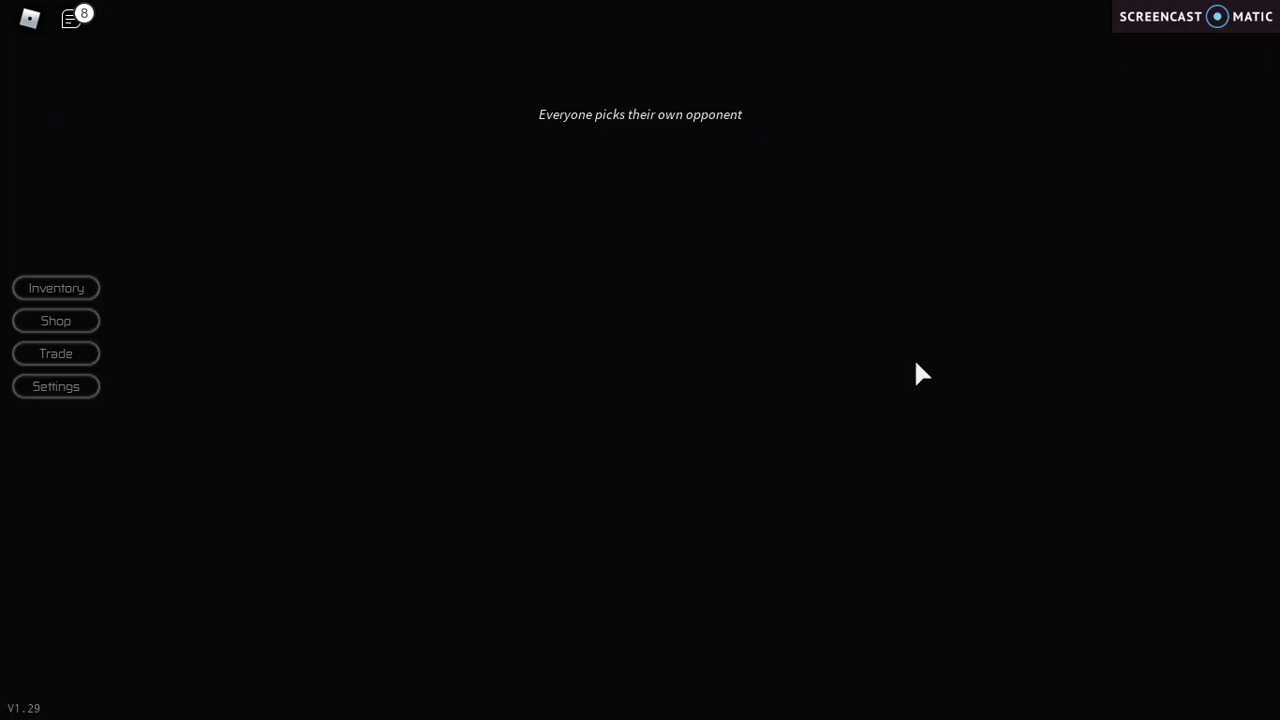 8
SCREENCAST MATIC
Everyone picks their own opponent
Inventory
Shop
Trade
Settings
V1.29